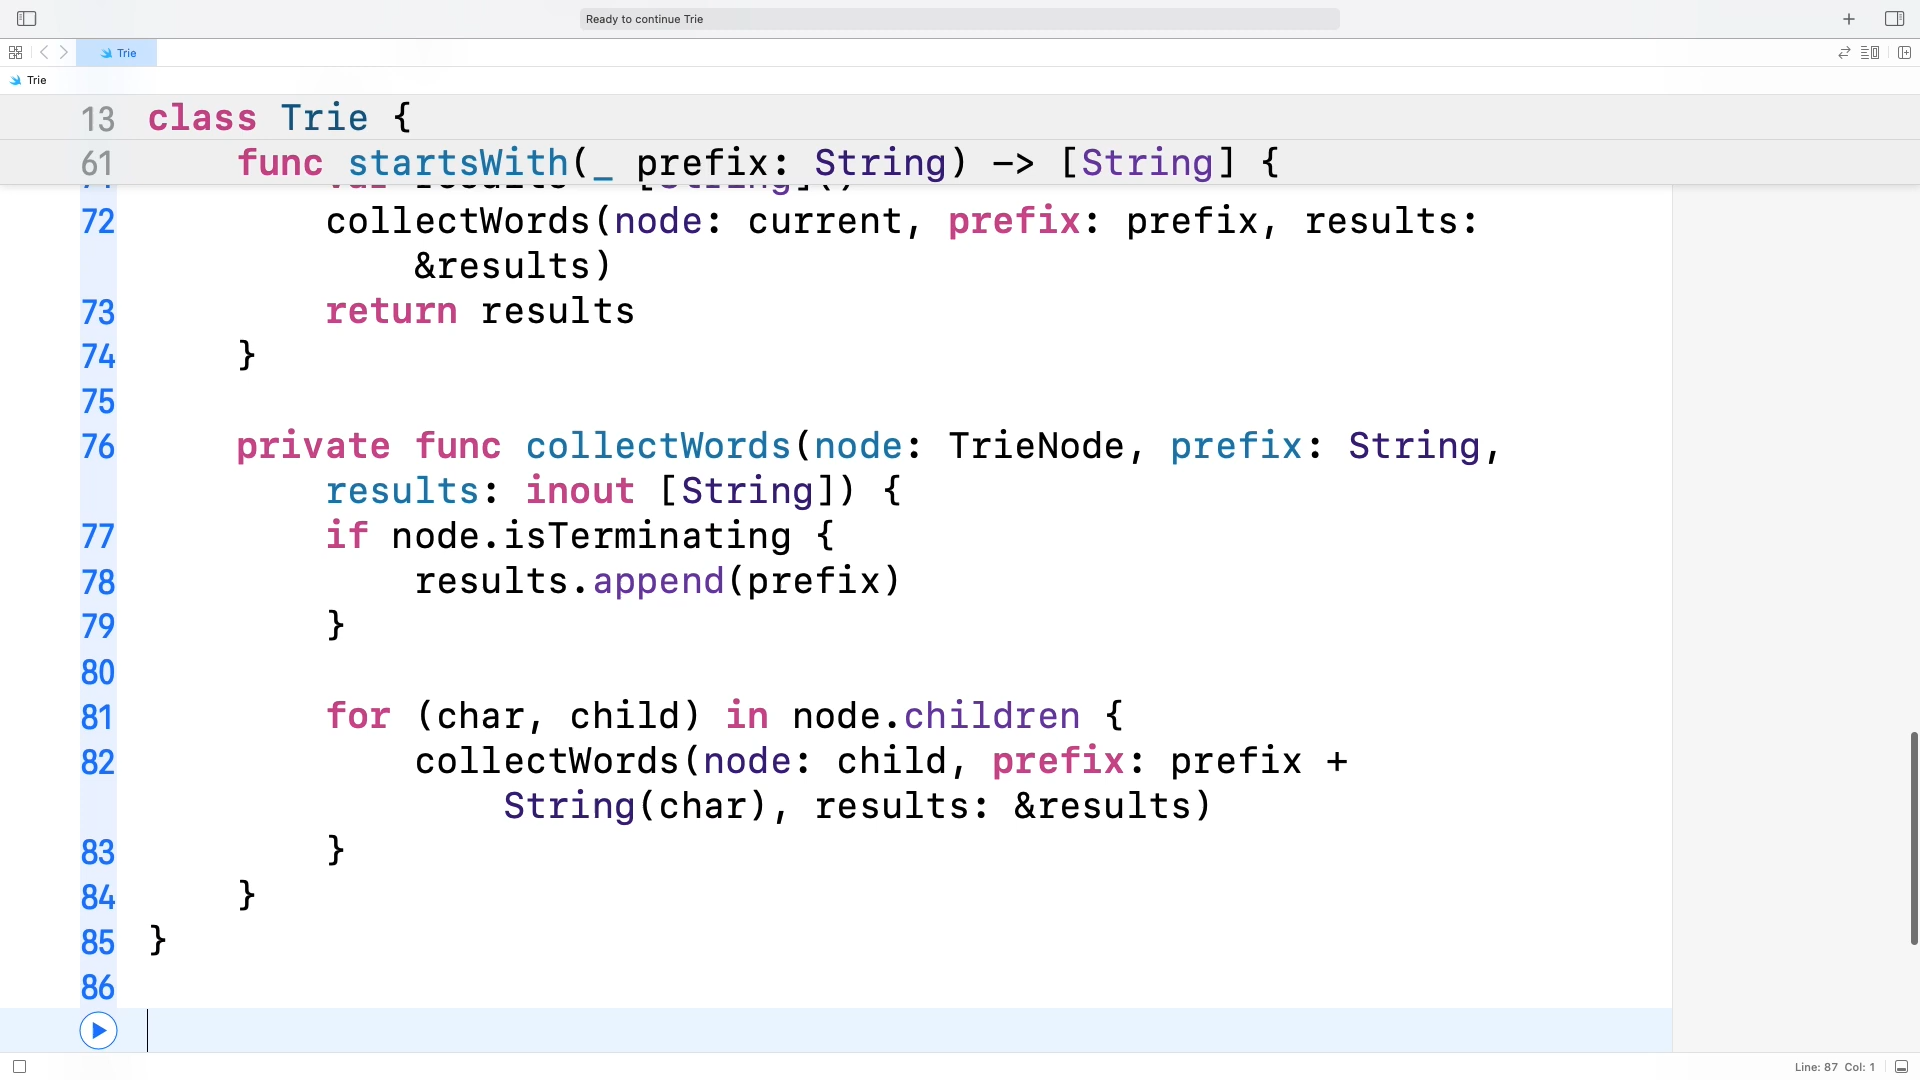 Ready to continue Trie
Trie
Trie
13 class Trie {
61 func startsWith(_ prefix: String) -> [String] {
72 collectWords(node: current, prefix: prefix, results:
&results)
73 return results
74 }
75
76 private func collectWords(node: TrieNode, prefix: String,
results: inout [String]) {
77 if node.isTerminating {
78 results.append(prefix)
79 }
80
81 for (char, child) in node.children {
82 collectWords(node: child, prefix: prefix +
String(char), results: &results)
83 }
84 }
85 }
86
Line: 87 Col: 1